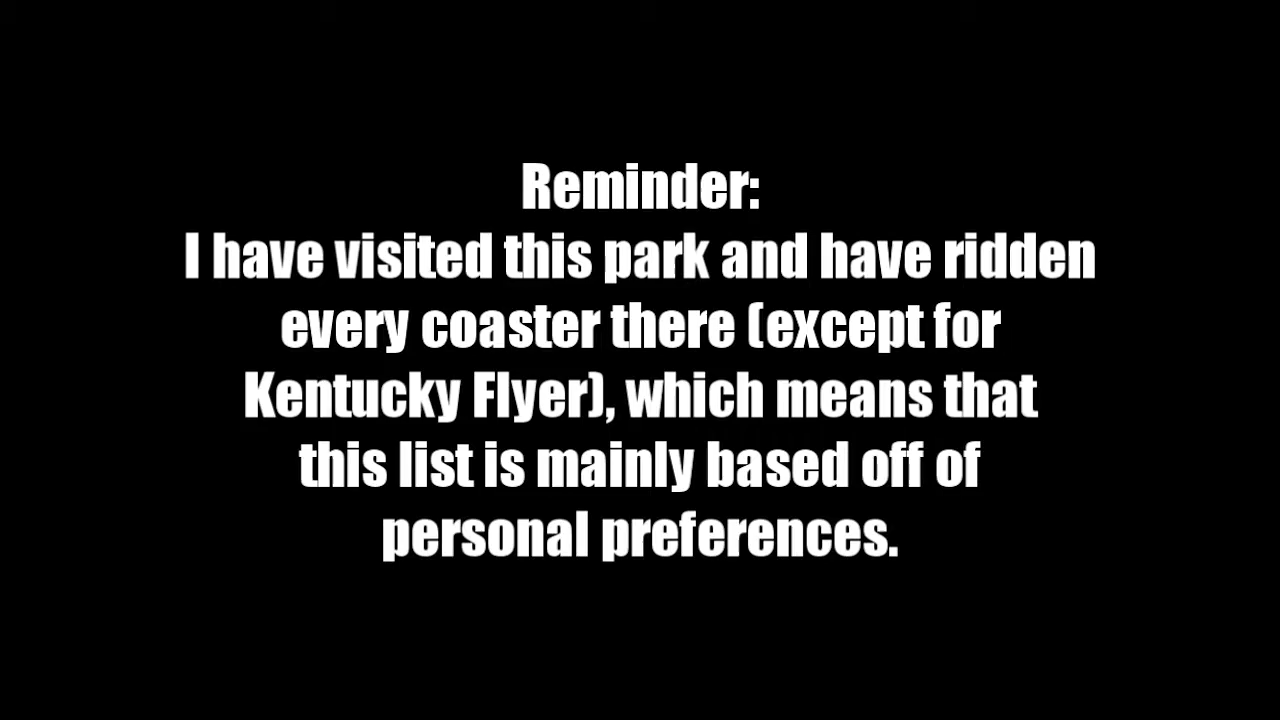 Reminder:
I have visited this park and have ridden
every coaster there (except for
Kentucky Flyer), which means that
this list is mainly based off of
personal preferences.